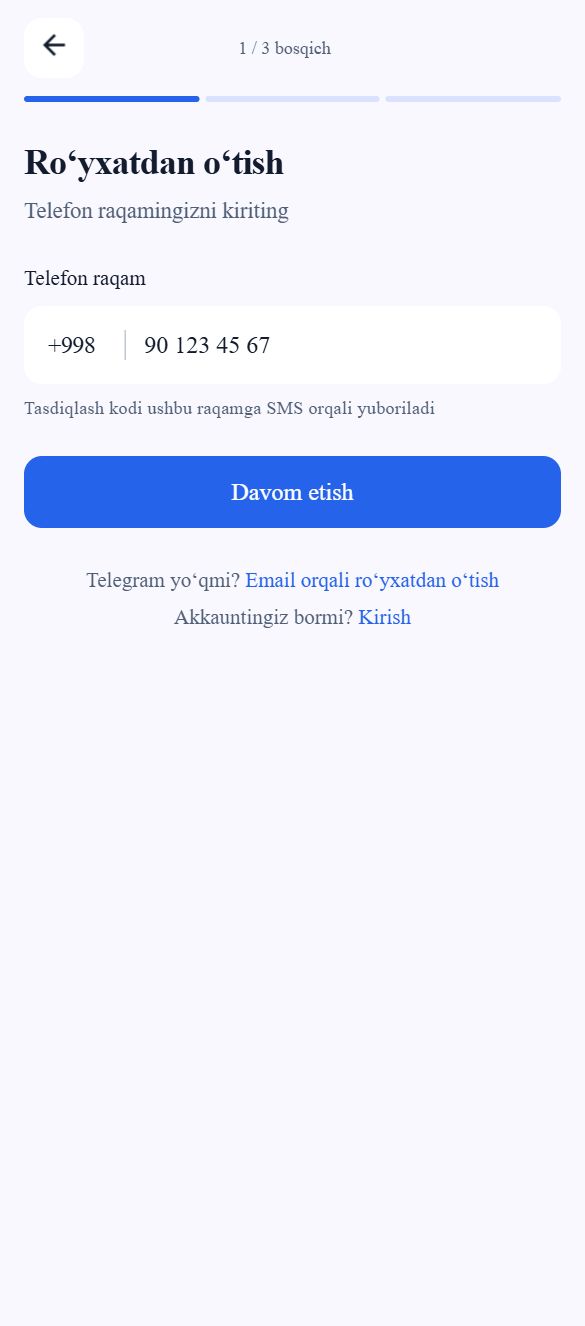 1 / 3 bosqich
Ro‘yxatdan o‘tish
Telefon raqamingizni kiriting
Telefon raqam
+998 90 123 45 67
Tasdiqlash kodi ushbu raqamga SMS orqali yuboriladi
Davom etish
Telegram yo‘qmi? Email orqali ro‘yxatdan o‘tish
Akkauntingiz bormi? Kirish